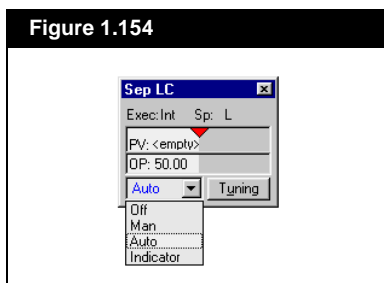 Figure 1.154
Sep LC
Exec: Int Sp: L
PV: <empty>
OP: 50.00
Auto Tuning
Off
Man
Auto
Indicator